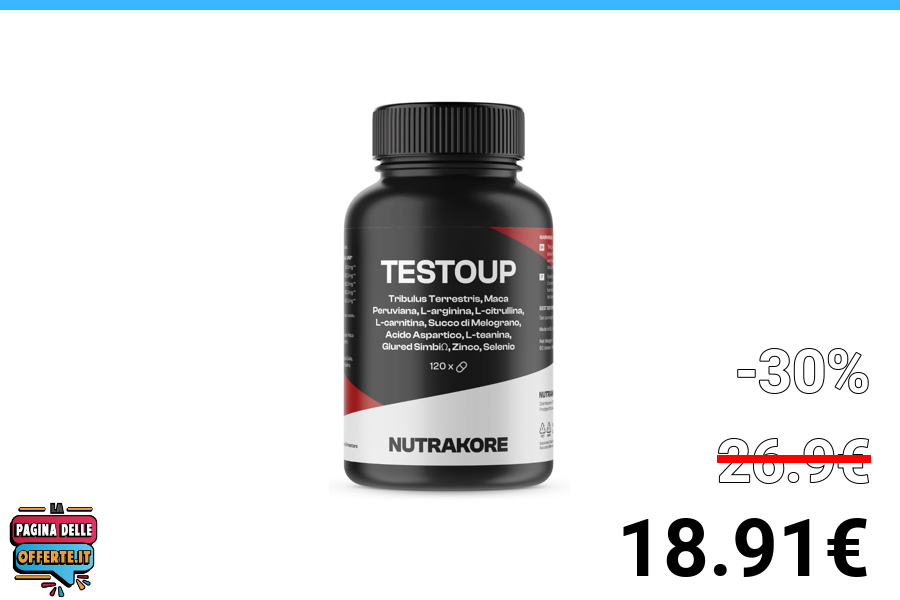 TESTOUP
Tribulus Terrestris, Maca
Peruviana, L-arginina, L-citrullina,
L-carnitina, Succo di Melograno,
Acido Aspartico, L-teanina,
Glured SimbiΩ, Zinco, Selenio
120 x
NUTRAKORE
-30%
26.9€
18.91€
LA
PAGINA DELLE
OFFERTE.IT